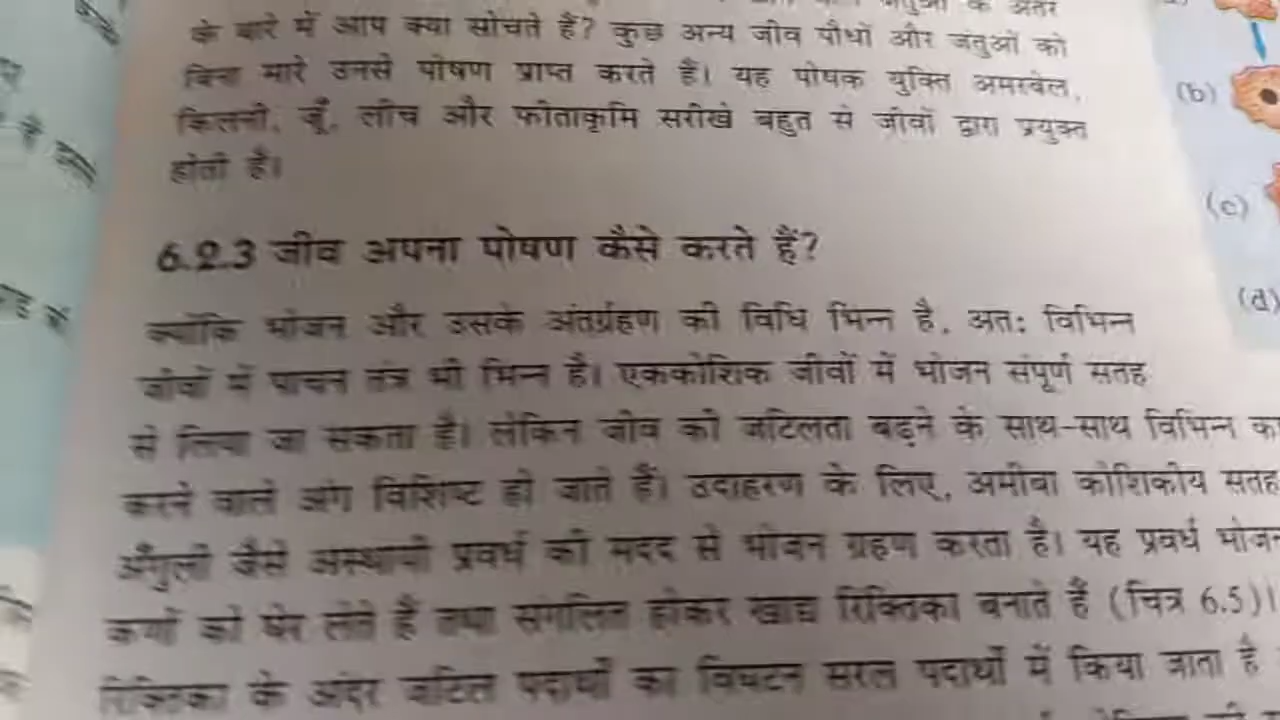 के बारे में आप क्या सोचते हैं? कुछ अन्य जीव पौधों और जंतुओं को
बिना मारे उनसे पोषण प्राप्त करते हैं। यह पोषक युक्ति अमरबेल,
किलनी, जूँ, लीच और फीताकृमि सरीखे बहुत से जीवों द्वारा प्रयुक्त
होती है।
6.2.3 जीव अपना पोषण कैसे करते हैं?
क्योंकि भोजन और उसके अंतर्ग्रहण की विधि भिन्न है, अतः विभिन्न
जीवों में पाचन तंत्र भी भिन्न है। एककोशिक जीवों में भोजन संपूर्ण सतह
से लिया जा सकता है। लेकिन जीव की जटिलता बढ़ने के साथ-साथ विभिन्न
करने वाले अंग विशिष्ट हो जाते हैं। उदाहरण के लिए, अमीबा कोशिकीय सतह
अँगुली जैसे अस्थायी प्रवर्ध की मदद से भोजन ग्रहण करता है। यह प्रवर्ध भोजन
कणों को घेर लेते हैं तथा संगलित होकर खाद्य रिक्तिका बनाते हैं (चित्र 6.5)।
रिक्तिका के अंदर जटिल पदार्थों का विघटन सरल पदार्थों में किया जाता है
(b)
(c)
(d)